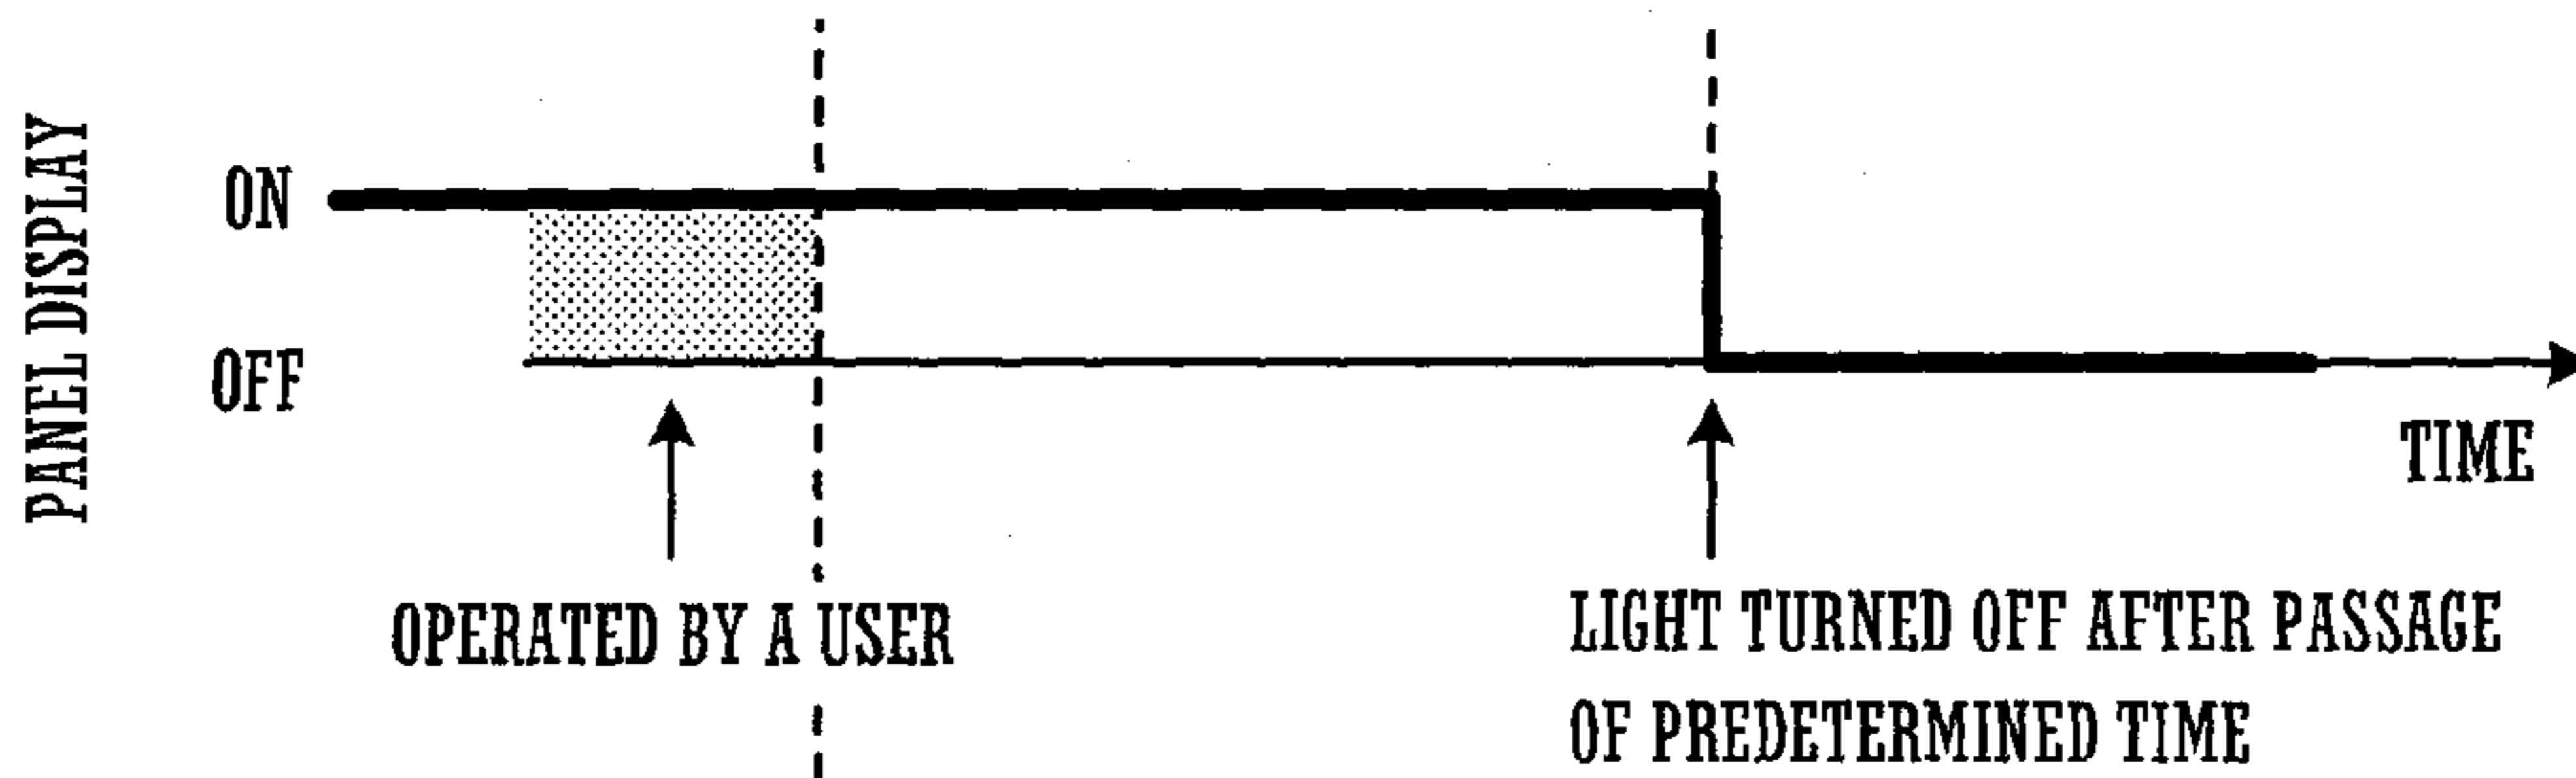 PANEL DISPLAY
ON
OFF
TIME
OPERATED BY A USER
LIGHT TURNED OFF AFTER PASSAGE
OF PREDETERMINED TIME